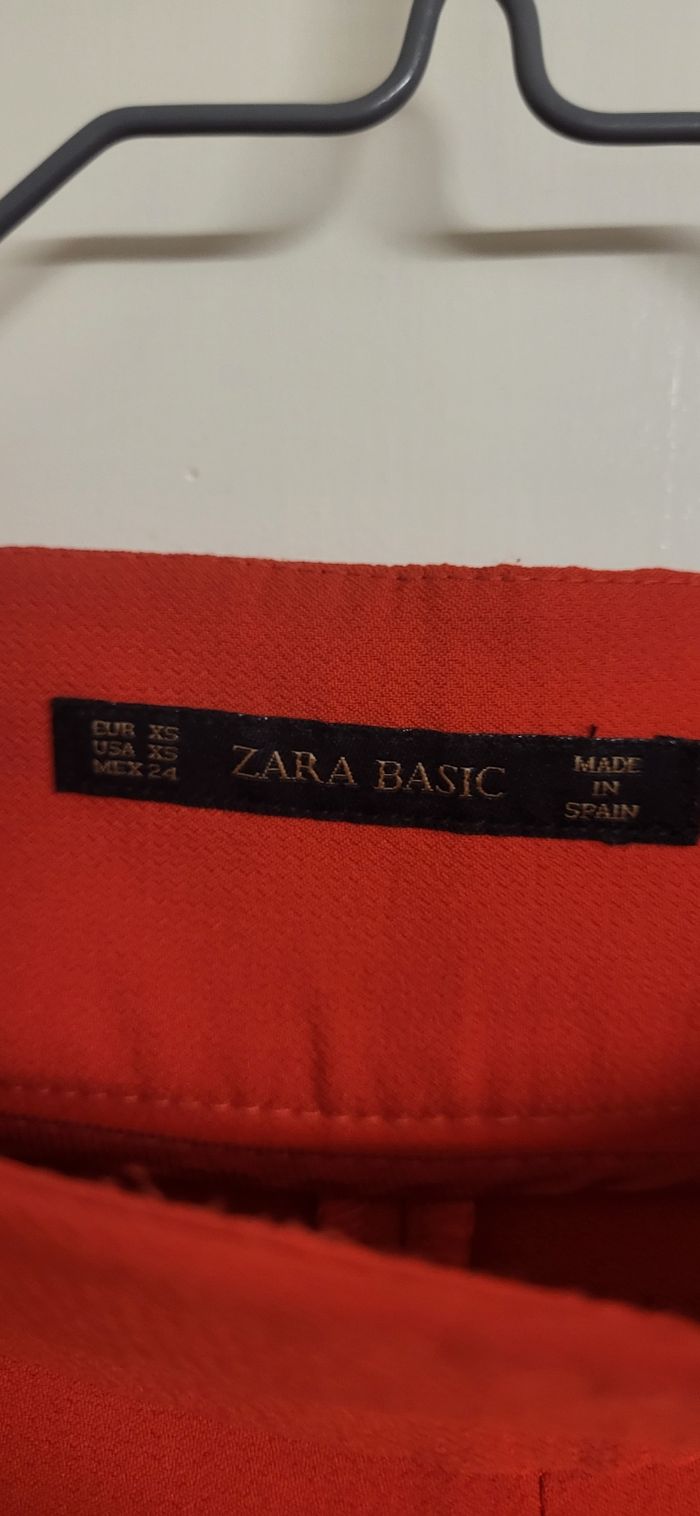 EUR XS
USA XS
MEX 24
ZARA BASIC
MADE
IN
SPAIN